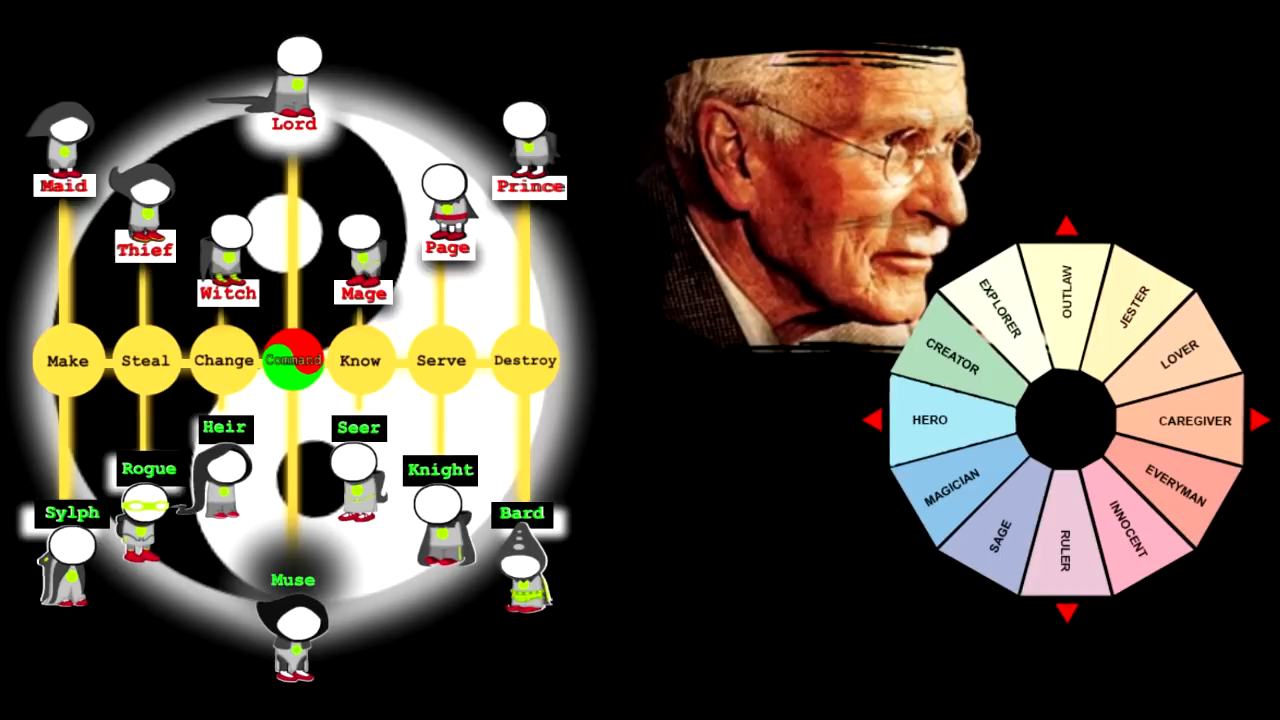 Lord
Maid
Prince
Thief
Page
Witch
Mage
Make
Steal
Change
Command
Know
Serve
Destroy
Heir
Seer
Rogue
Knight
Sylph
Bard
Muse
OUTLAW
EXPLORER
JESTER
CREATOR
LOVER
HERO
CAREGIVER
MAGICIAN
EVERYMAN
SAGE
INNOCENT
RULER